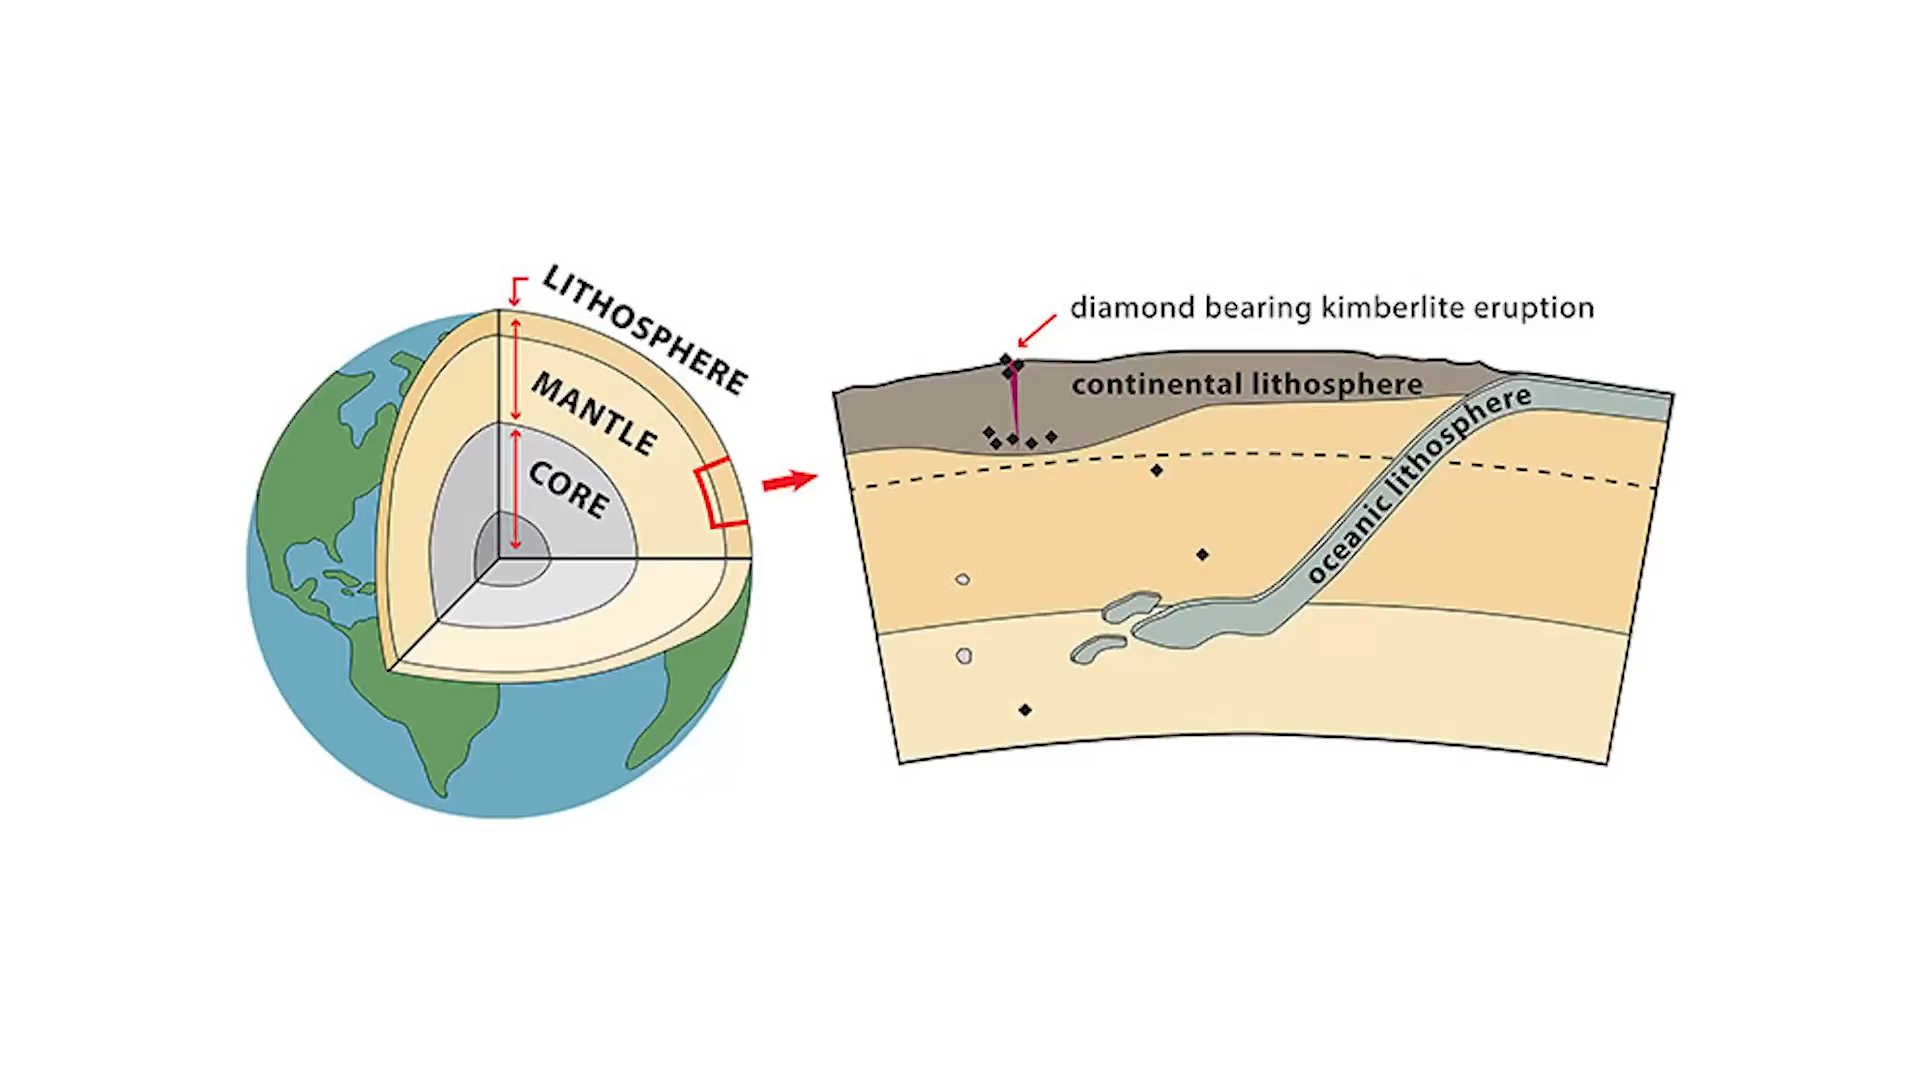 LITHOSPHERE
MANTLE
CORE
diamond bearing kimberlite eruption
continental lithosphere
oceanic lithosphere